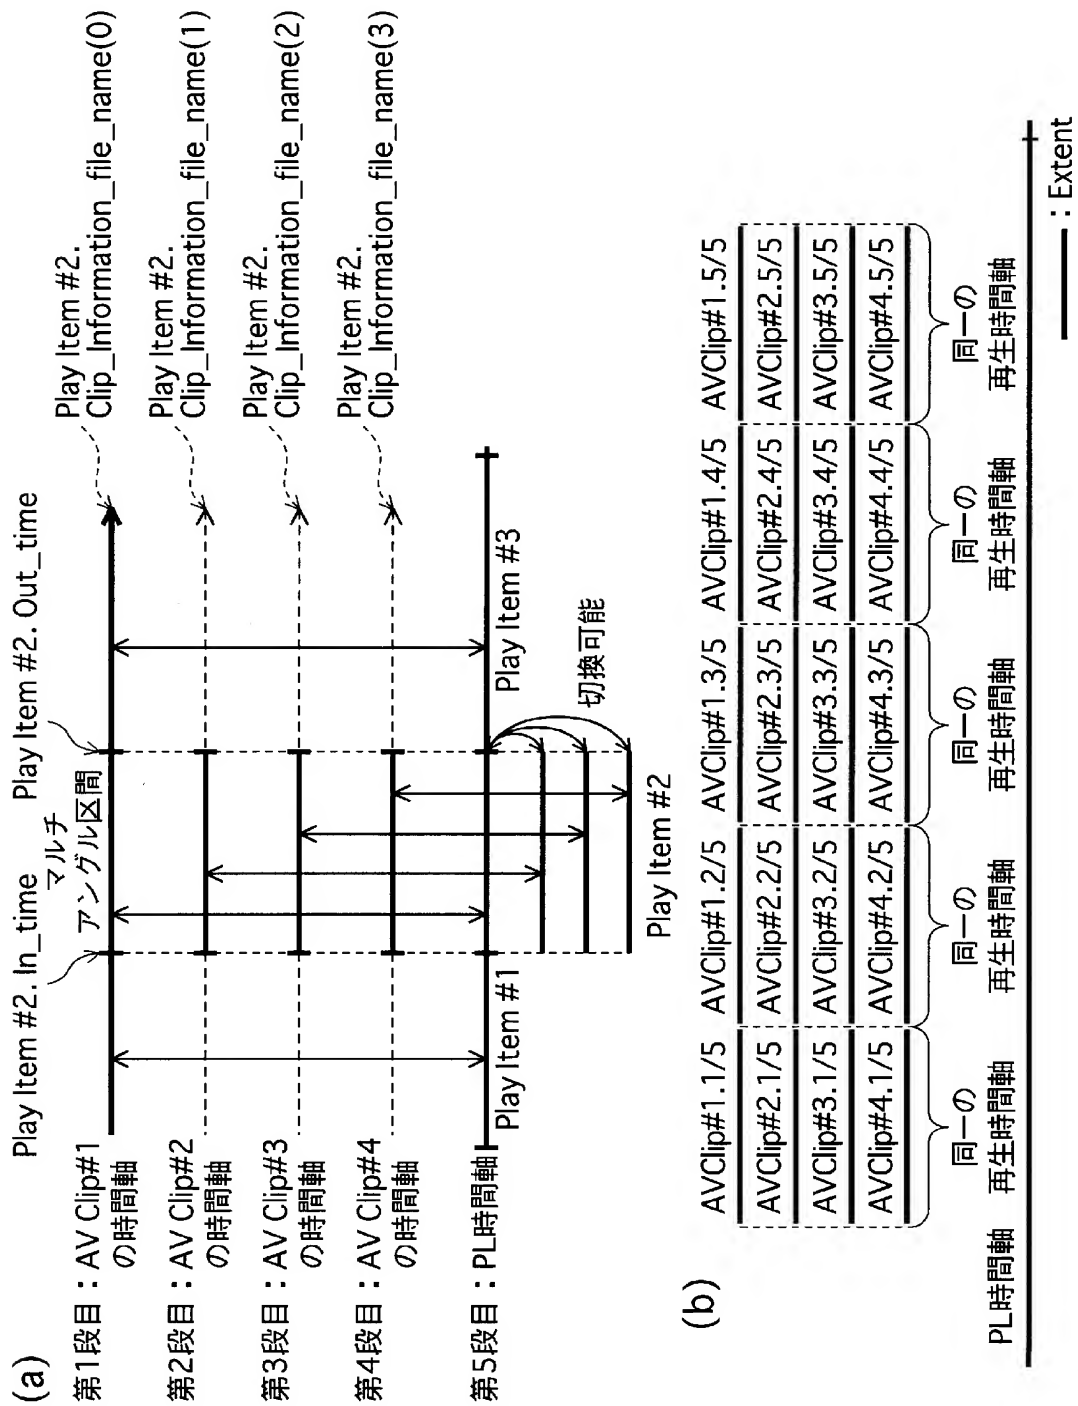 (a)
Play Item #2. In_time
マルチ
アングル区間
Play Item #2. Out_time
第1段目：AV Clip#1
の時間軸
Play Item #2.
Clip_Information_file_name(0)
第2段目：AV Clip#2
の時間軸
Play Item #2.
Clip_Information_file_name(1)
第3段目：AV Clip#3
の時間軸
Play Item #2.
Clip_Information_file_name(2)
第4段目：AV Clip#4
の時間軸
Play Item #2.
Clip_Information_file_name(3)
第5段目：PL時間軸
Play Item #1
Play Item #3
切換可能
Play Item #2
(b)
AVClip#1.1/5
AVClip#1.2/5
AVClip#1.3/5
AVClip#1.4/5
AVClip#1.5/5
AVClip#2.1/5
AVClip#2.2/5
AVClip#2.3/5
AVClip#2.4/5
AVClip#2.5/5
AVClip#3.1/5
AVClip#3.2/5
AVClip#3.3/5
AVClip#3.4/5
AVClip#3.5/5
AVClip#4.1/5
AVClip#4.2/5
AVClip#4.3/5
AVClip#4.4/5
AVClip#4.5/5
同一の
再生時間軸
同一の
再生時間軸
同一の
再生時間軸
同一の
再生時間軸
同一の
再生時間軸
PL時間軸
：Extent